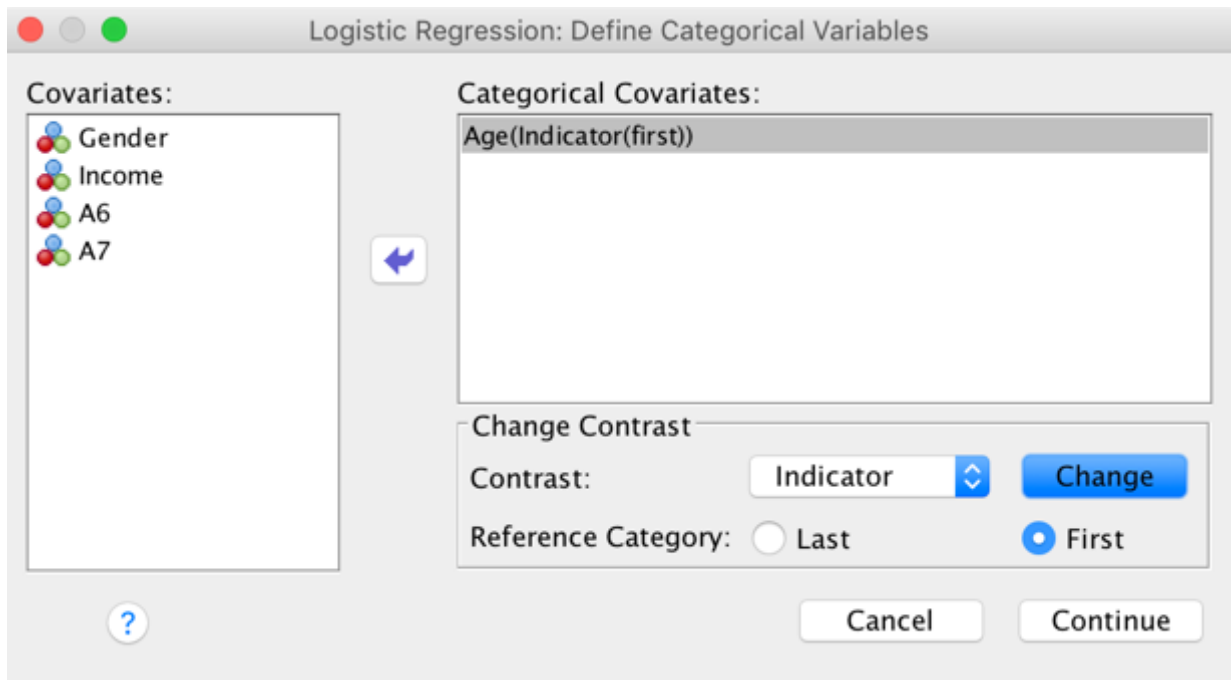 Logistic Regression: Define Categorical Variables
Covariates:
Gender
Income
A6
A7
Categorical Covariates:
Age(Indicator(first))
Change Contrast
Contrast: Indicator Change
Reference Category: Last First
? Cancel Continue